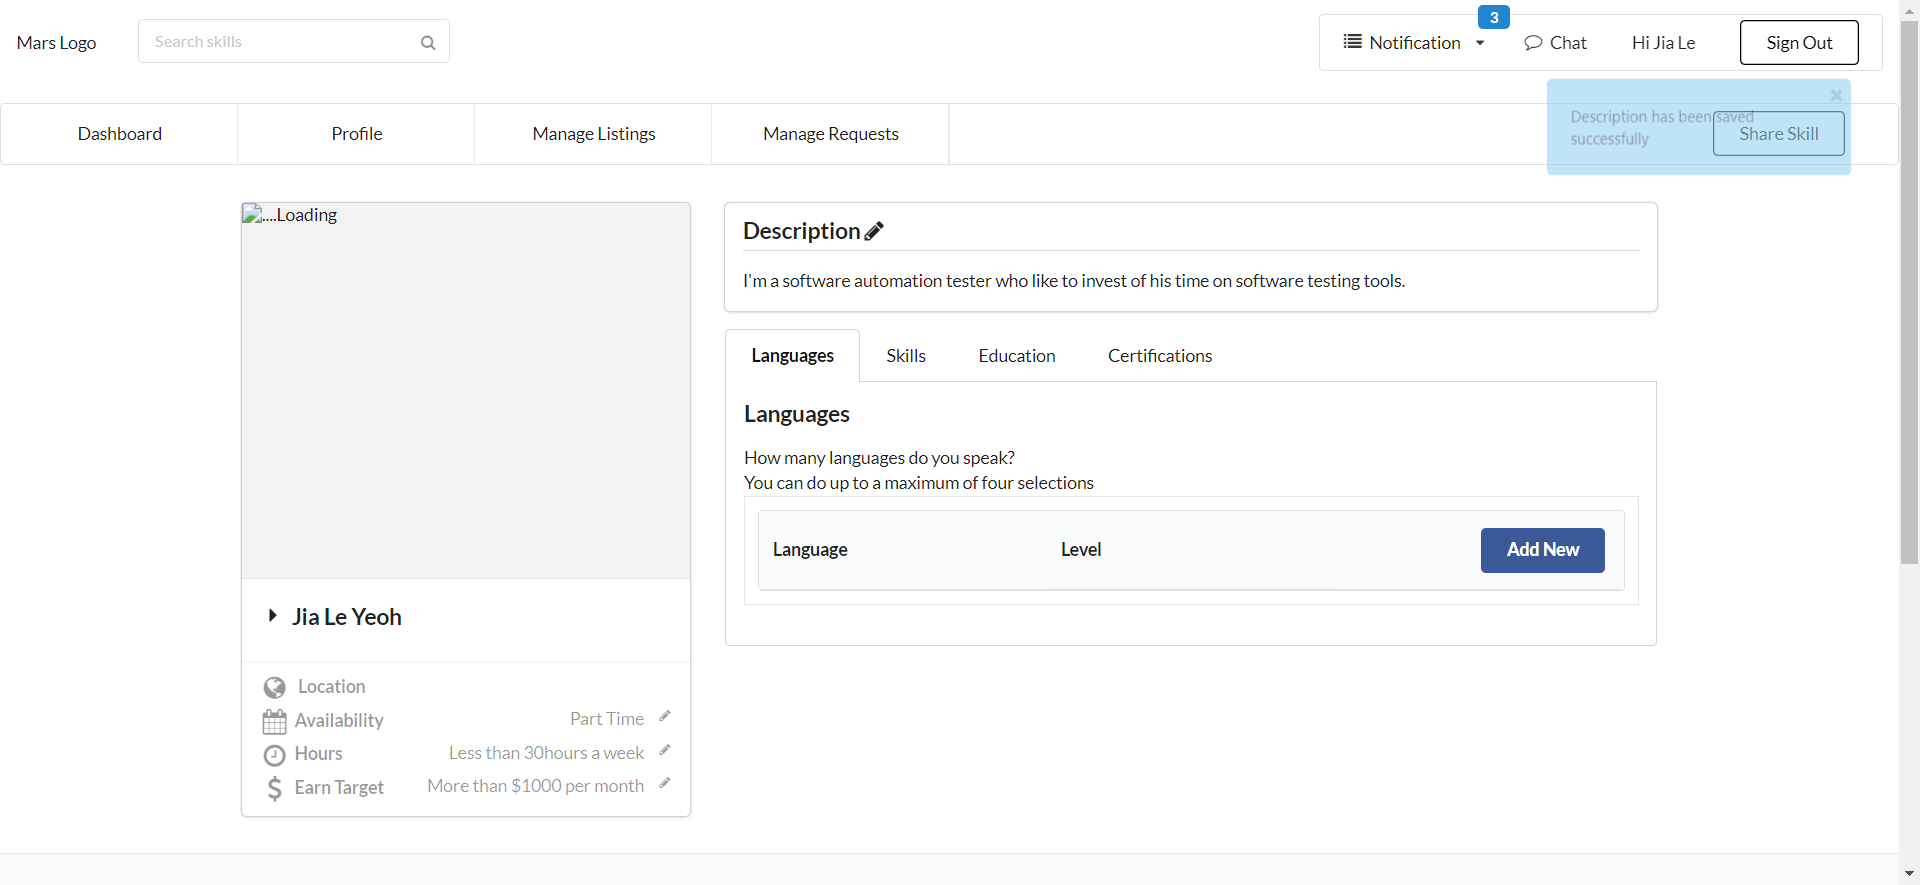 Mars Logo
Search skills
3
Notification
Chat
Hi Jia Le
Sign Out
Dashboard
Profile
Manage Listings
Manage Requests
Description has been saved
successfully
Share Skill
....Loading
Jia Le Yeoh
Location
Availability
Part Time
Hours
Less than 30hours a week
Earn Target
More than $1000 per month
Description
I'm a software automation tester who like to invest of his time on software testing tools.
Languages
Skills
Education
Certifications
Languages
How many languages do you speak?
You can do up to a maximum of four selections
Language
Level
Add New